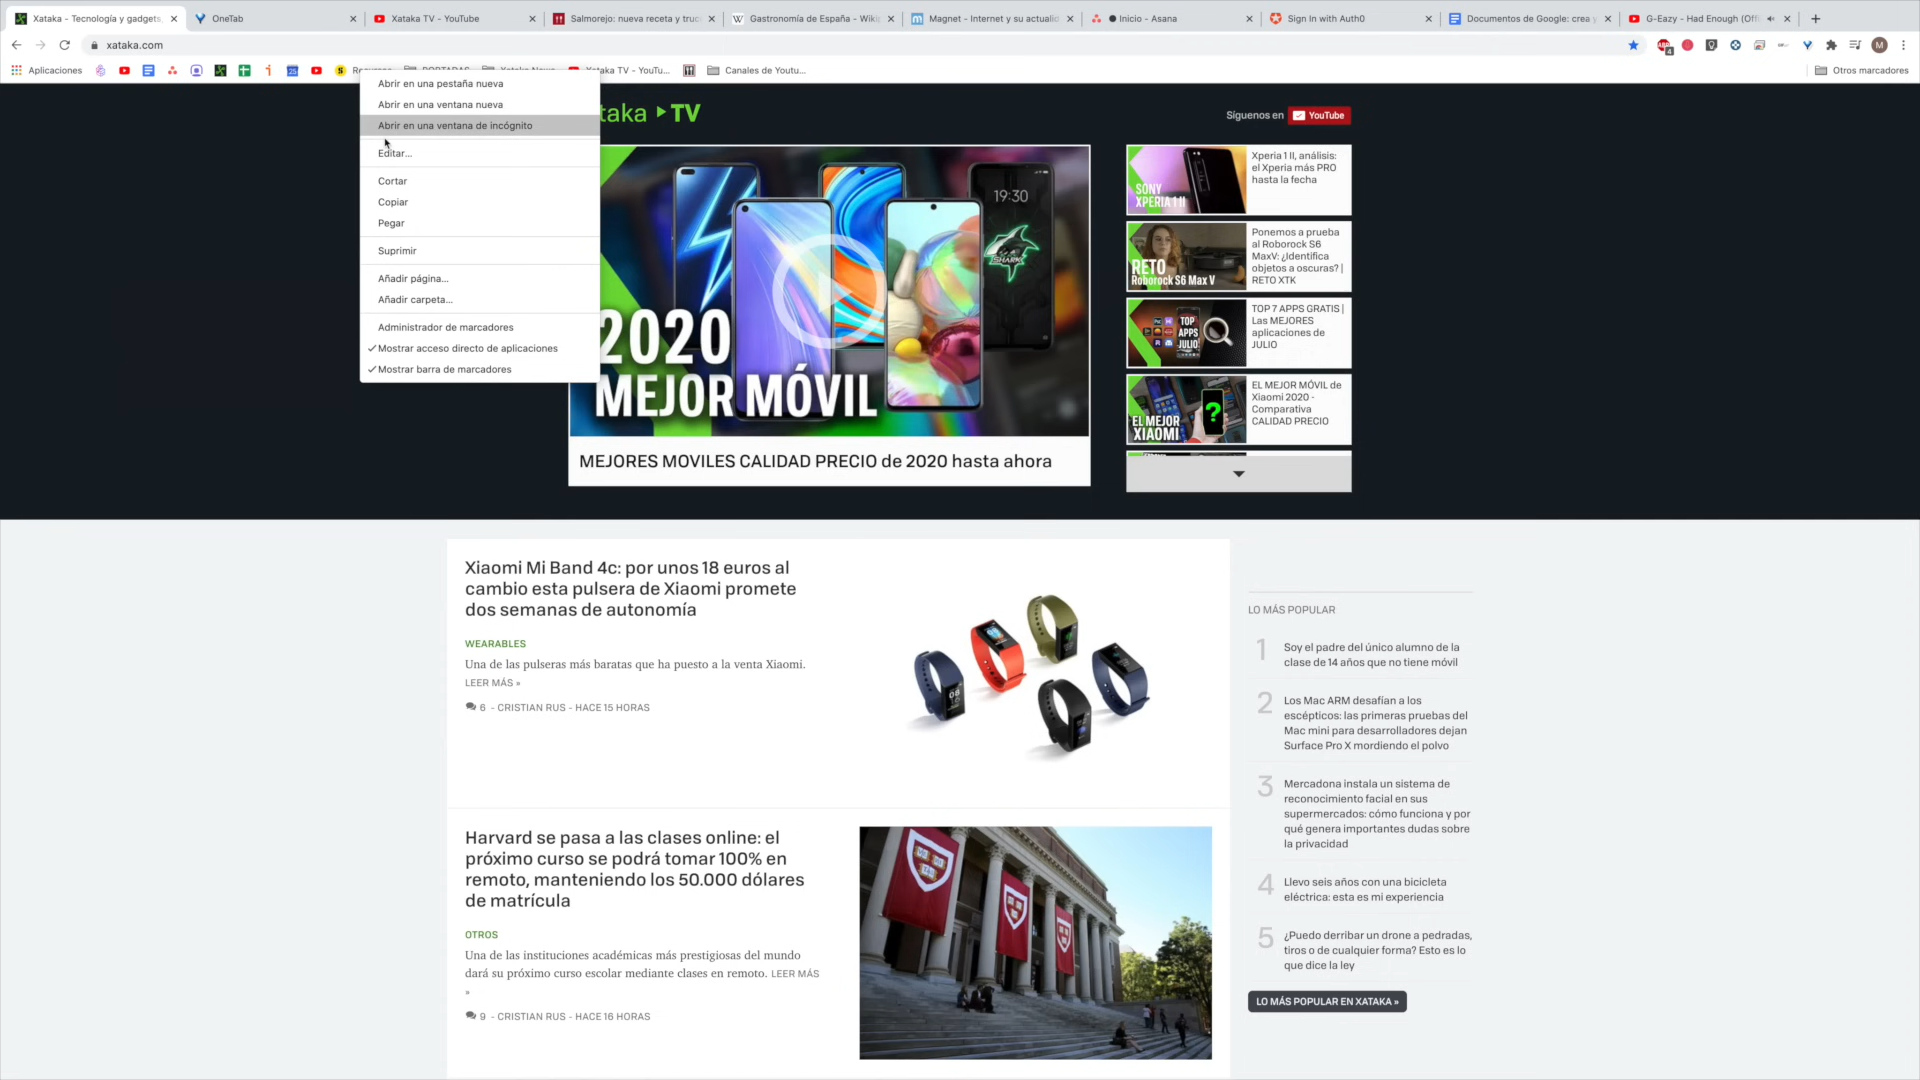 Xataka - Tecnología y gadgets,
OneTab
Xataka TV - YouTube
Salmorejo: nueva receta y truc
Gastronomía de España - Wiki
Magnet - Internet y su actualid
Inicio - Asana
Sign In with Auth0
Documentos de Google: crea y
G-Eazy - Had Enough (Off
xataka.com
4
M
Aplicaciones
25
Canales de Youtu...
Otros marcadores
Abrir en una pestaña nueva
Abrir en una ventana nueva
Abrir en una ventana de incógnito
Editar...
Cortar
Copiar
Pegar
Suprimir
Añadir página...
Añadir carpeta...
Administrador de marcadores
Mostrar acceso directo de aplicaciones
Mostrar barra de marcadores
taka TV
Síguenos en YouTube
19:30
SHARK
2020
MEJOR MÓVIL
MEJORES MOVILES CALIDAD PRECIO de 2020 hasta ahora
SONY
XPERIA 1 II
Xperia 1 II, análisis:
el Xperia más PRO
hasta la fecha
RETO
Roborock S6 Max V
Ponemos a prueba
al Roborock S6
MaxV: ¿Identifica
objetos a oscuras? |
RETO XTK
TOP
APPS
JULIO
TOP 7 APPS GRATIS |
Las MEJORES
aplicaciones de
JULIO
EL MEJOR
XIAOMI
?
EL MEJOR MÓVIL de
Xiaomi 2020 -
Comparativa
CALIDAD PRECIO
Xiaomi Mi Band 4c: por unos 18 euros al
cambio esta pulsera de Xiaomi promete
dos semanas de autonomía
WEARABLES
Una de las pulseras más baratas que ha puesto a la venta Xiaomi.
LEER MÁS »
6 - CRISTIAN RUS - HACE 15 HORAS
Harvard se pasa a las clases online: el
próximo curso se podrá tomar 100% en
remoto, manteniendo los 50.000 dólares
de matrícula
OTROS
Una de las instituciones académicas más prestigiosas del mundo
dará su próximo curso escolar mediante clases en remoto. LEER MÁS
»
9 - CRISTIAN RUS - HACE 16 HORAS
LO MÁS POPULAR
1 Soy el padre del único alumno de la
clase de 14 años que no tiene móvil
2 Los Mac ARM desafían a los
escépticos: las primeras pruebas del
Mac mini para desarrolladores dejan
Surface Pro X mordiendo el polvo
3 Mercadona instala un sistema de
reconocimiento facial en sus
supermercados: cómo funciona y por
qué genera importantes dudas sobre
la privacidad
4 Llevo seis años con una bicicleta
eléctrica: esta es mi experiencia
5 ¿Puedo derribar un drone a pedradas,
tiros o de cualquier forma? Esto es lo
que dice la ley
LO MÁS POPULAR EN XATAKA »